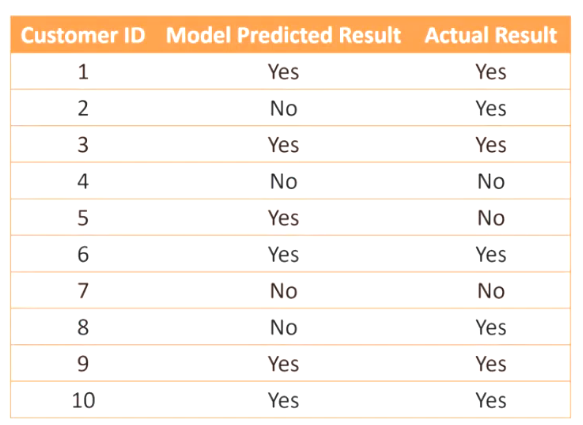 Customer ID Model Predicted Result Actual Result
1 Yes Yes
2 No Yes
3 Yes Yes
4 No No
5 Yes No
6 Yes Yes
7 No No
8 No Yes
9 Yes Yes
10 Yes Yes